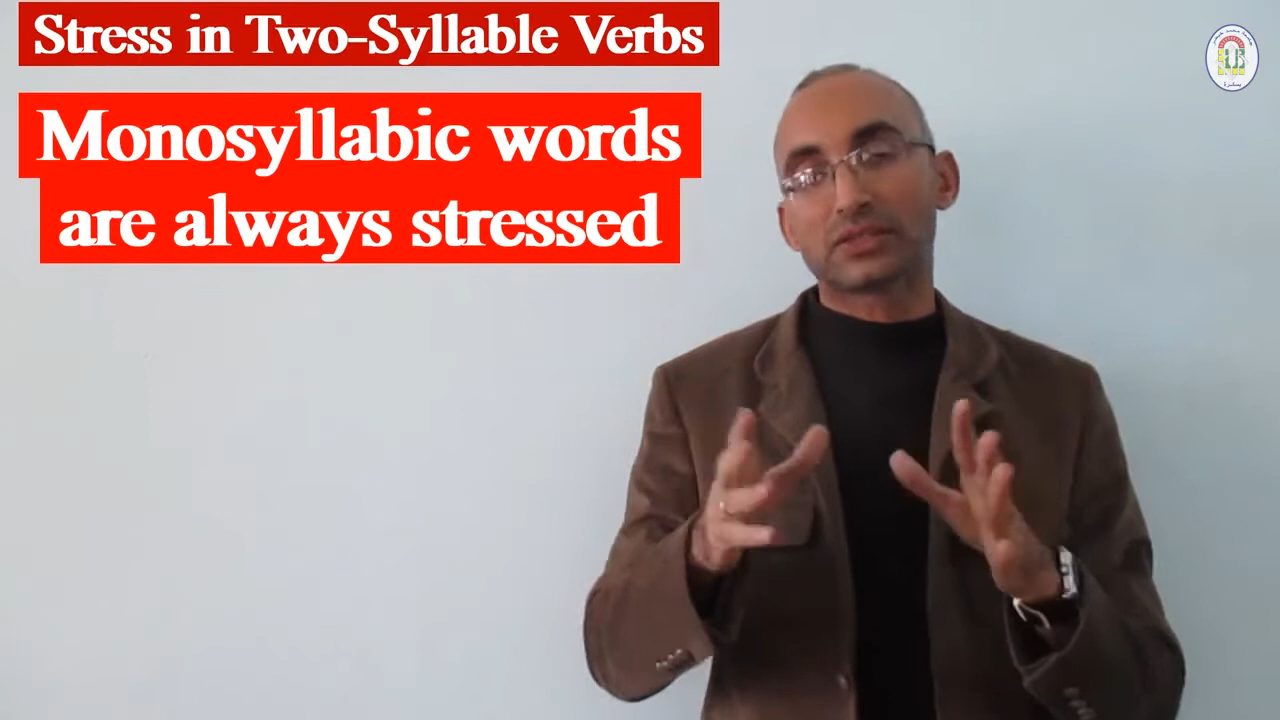 Stress in Two-Syllable Verbs
Monosyllabic words
are always stressed